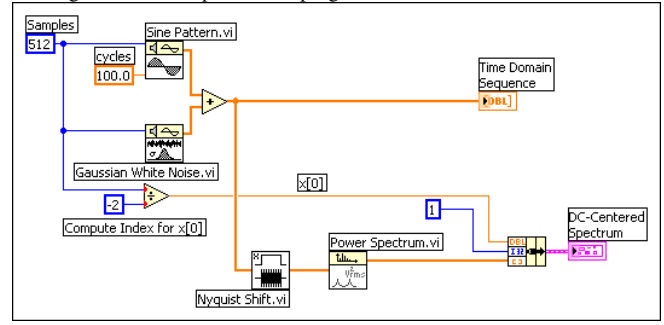 Samples
512
Sine Pattern.vi
cycles
100.0
Time Domain
Sequence
DBL
Gaussian White Noise.vi
-2
x[0]
Compute Index for x[0]
1
DC-Centered
Spectrum
Power Spectrum.vi
DBL
I32
Vrms
Nyquist Shift.vi